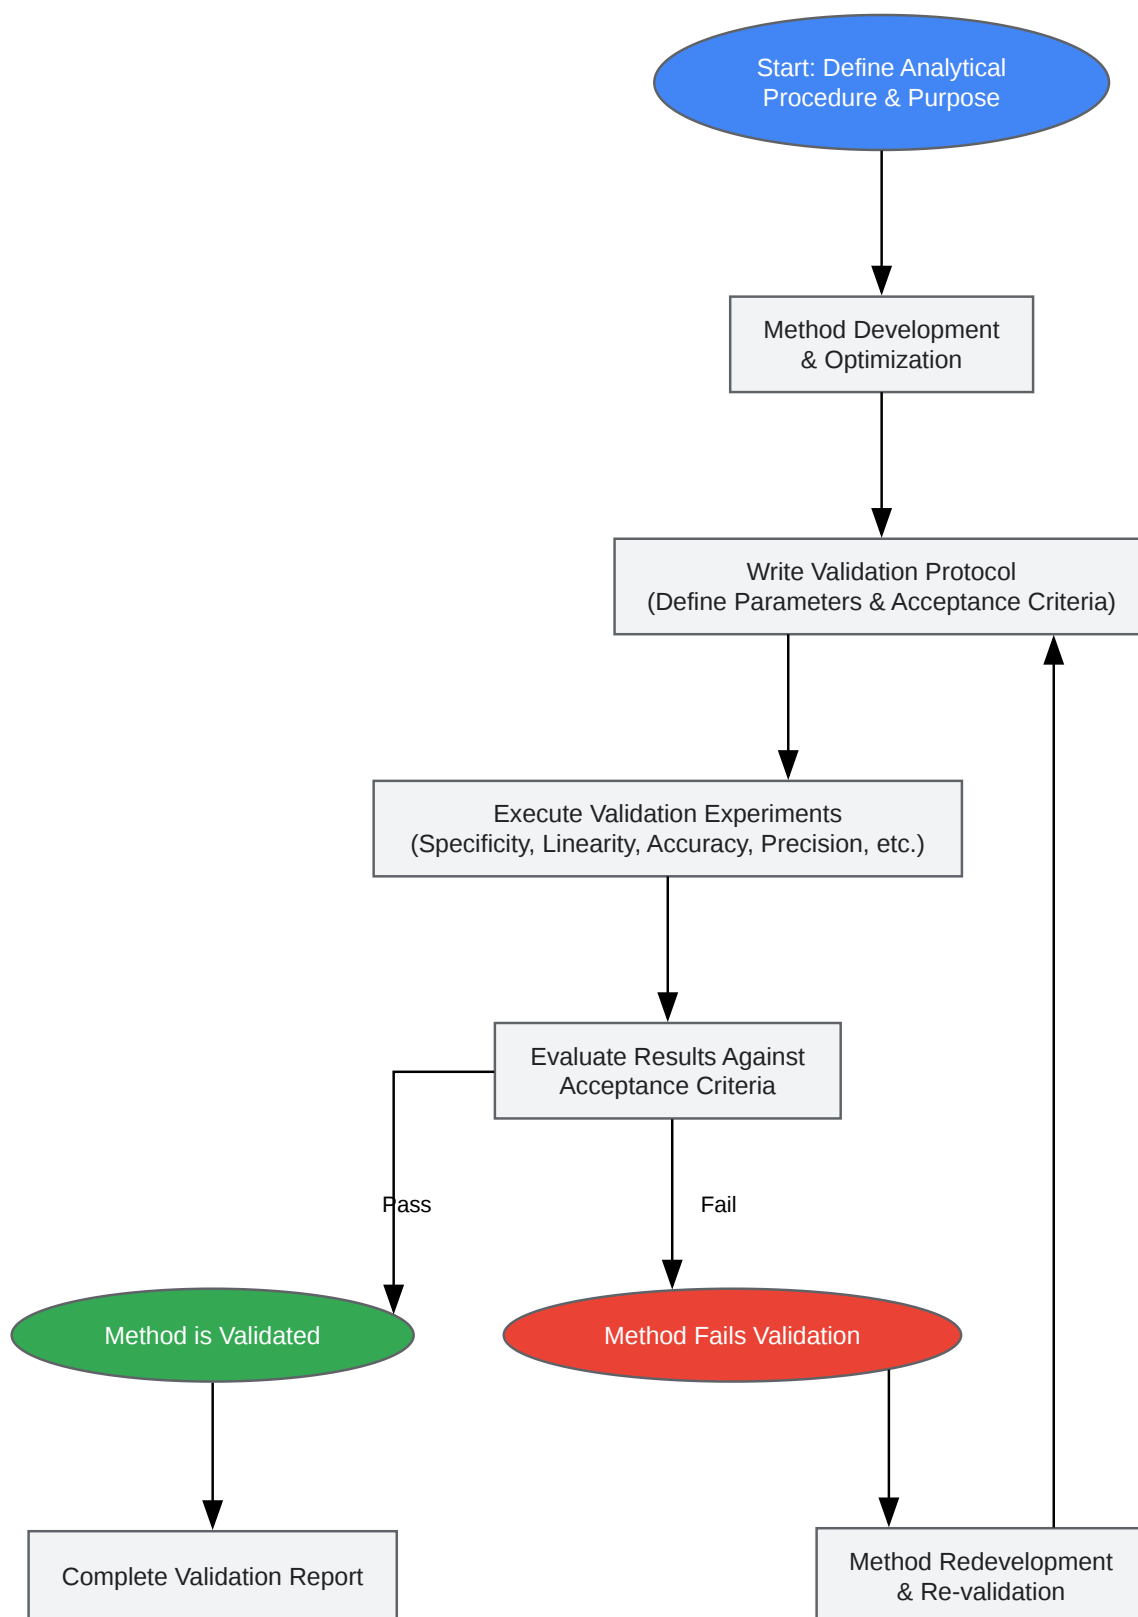 Start: Define Analytical
Procedure & Purpose
Method Development
& Optimization
Write Validation Protocol
(Define Parameters & Acceptance Criteria)
Execute Validation Experiments
(Specificity, Linearity, Accuracy, Precision, etc.)
Evaluate Results Against
Acceptance Criteria
Pass
Fail
Method is Validated
Method Fails Validation
Complete Validation Report
Method Redevelopment
& Re-validation